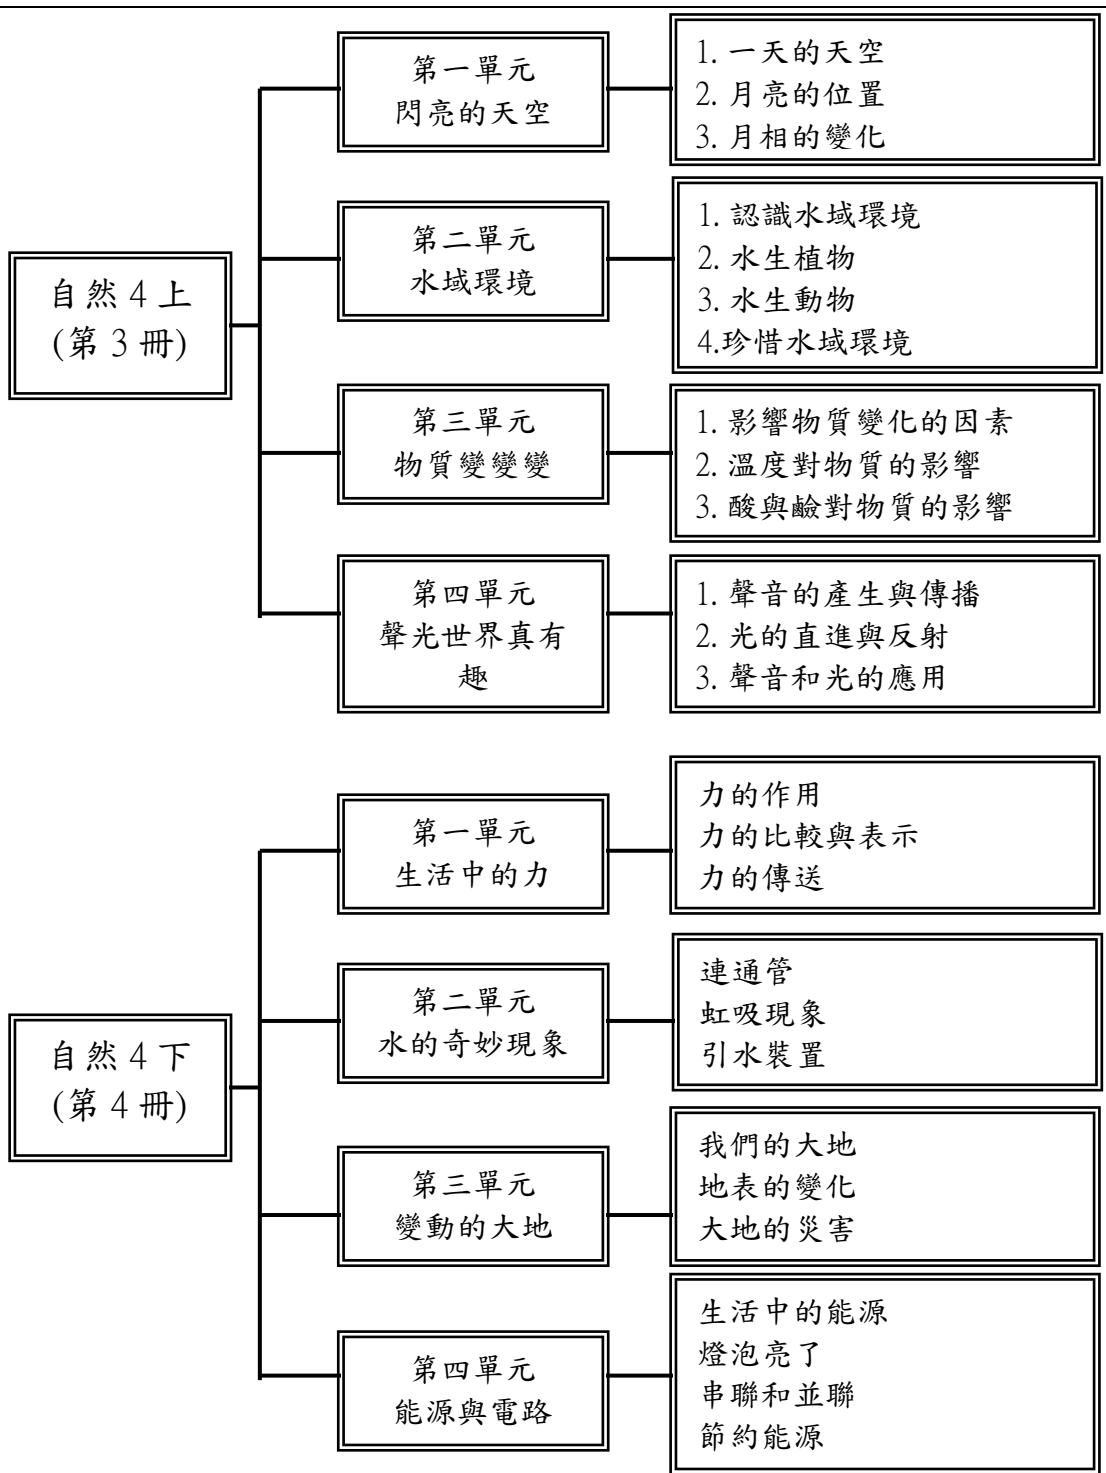 自然4上
(第3冊)
第一單元
閃亮的天空
1. 一天的天空
2. 月亮的位置
3. 月相的變化
第二單元
水域環境
1. 認識水域環境
2. 水生植物
3. 水生動物
4.珍惜水域環境
第三單元
物質變變變
1. 影響物質變化的因素
2. 溫度對物質的影響
3. 酸與鹼對物質的影響
第四單元
聲光世界真有
趣
1. 聲音的產生與傳播
2. 光的直進與反射
3. 聲音和光的應用
自然4下
(第4冊)
第一單元
生活中的力
力的作用
力的比較與表示
力的傳送
第二單元
水的奇妙現象
連通管
虹吸現象
引水裝置
第三單元
變動的大地
我們的大地
地表的變化
大地的災害
第四單元
能源與電路
生活中的能源
燈泡亮了
串聯和並聯
節約能源